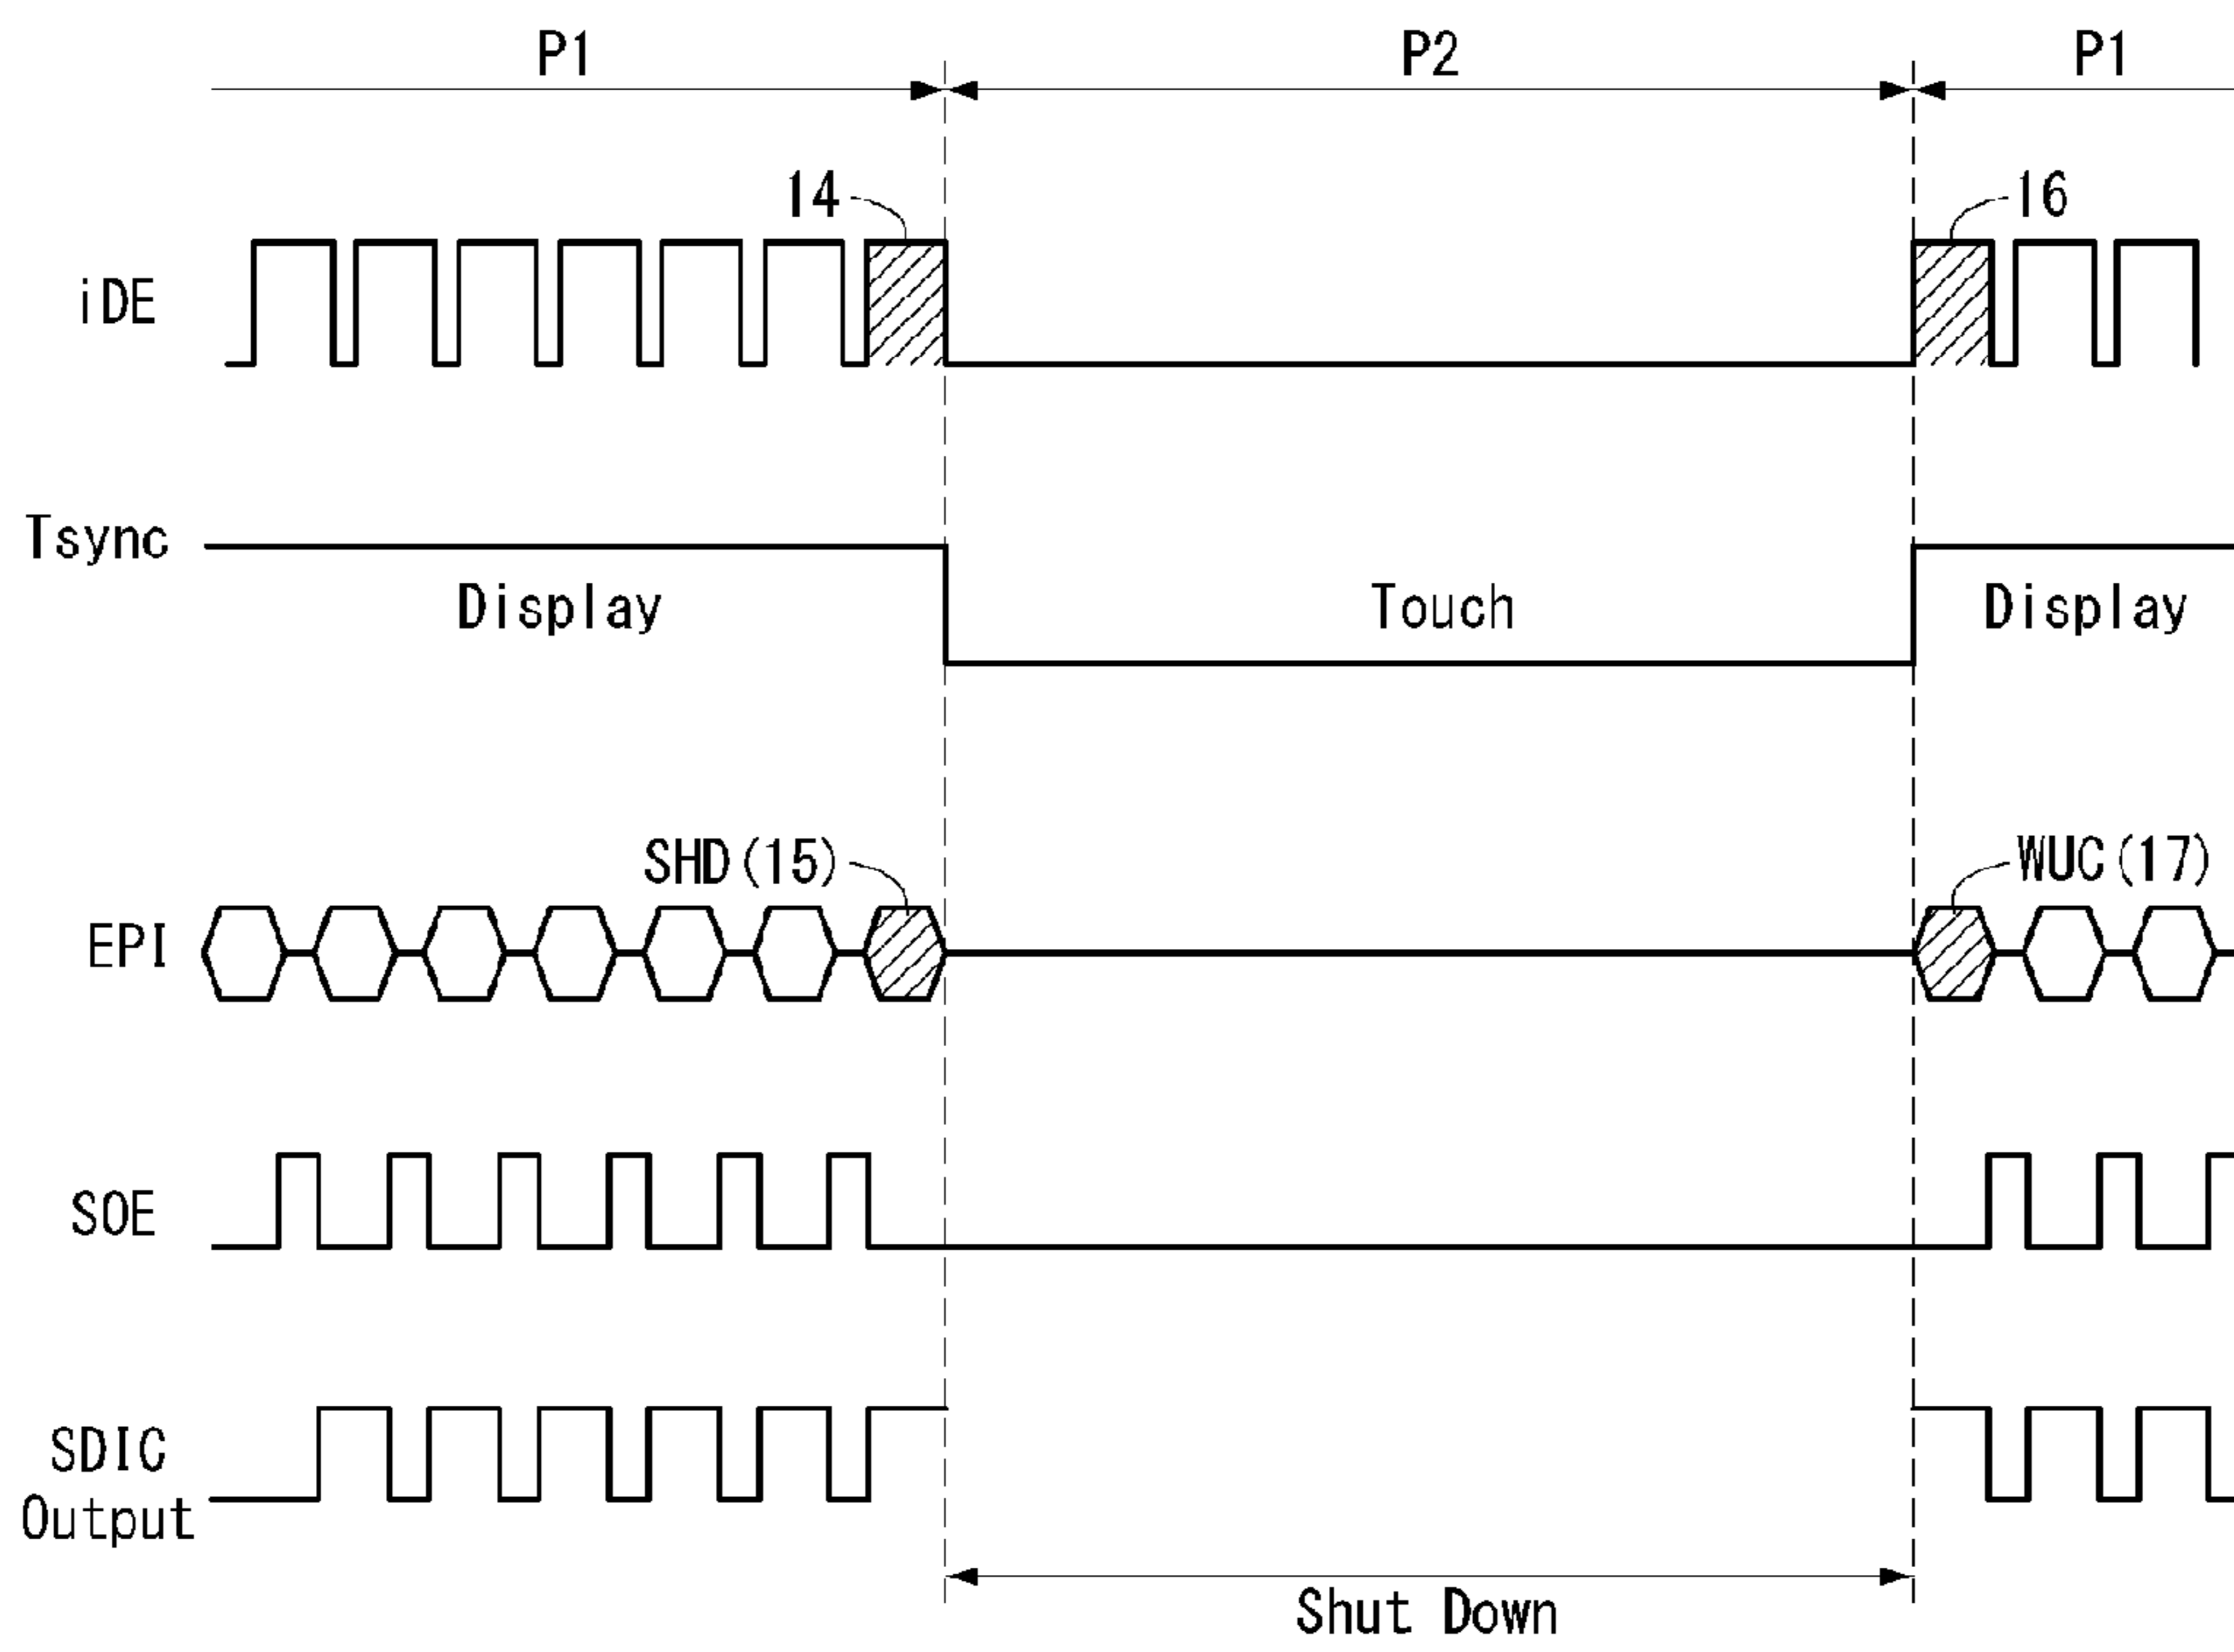 P1
P2
P1
14
16
iDE
Tsync
Display
Touch
Display
SHD(15)
WUC(17)
EPI
SOE
SDIC
Output
Shut Down